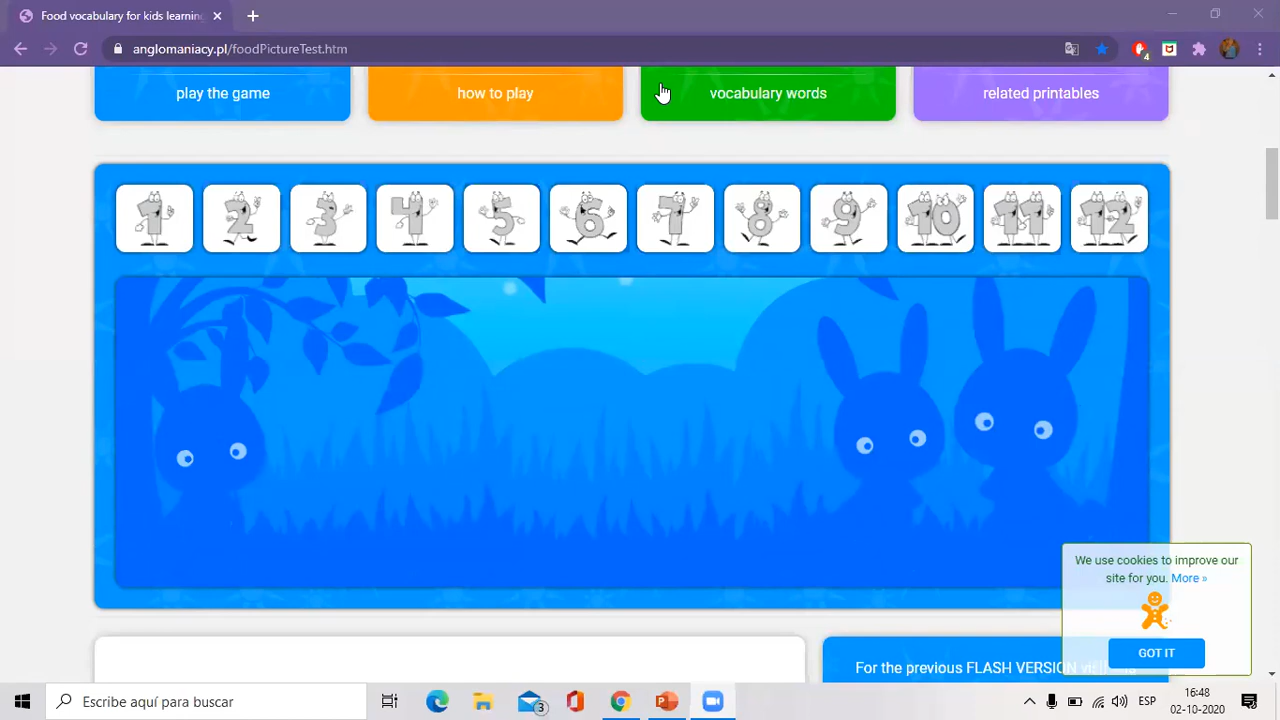 Food vocabulary for kids learning
anglomaniacy.pl/foodPictureTest.htm
4
play the game
how to play
vocabulary words
related printables
1 2 3 4 5 6 7 8 9 10 11 12
We use cookies to improve our
site for you. More »
GOT IT
For the previous FLASH VERSION
Escribe aquí para buscar
3
ESP
16:48
02-10-2020